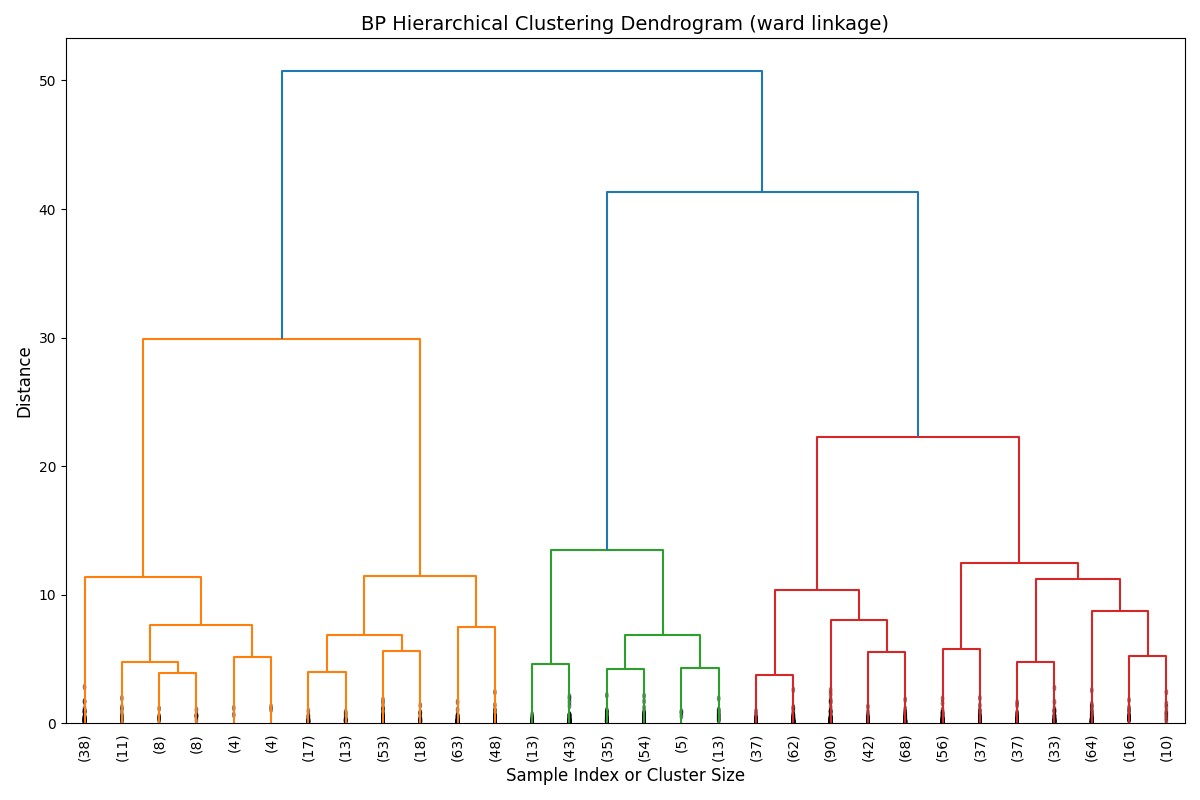 BP Hierarchical Clustering Dendrogram (ward linkage)
50
40
30
20
10
0
Distance
(38) (11) (8) (8) (4) (4) (17) (13) (53) (18) (63) (48) (13) (43) (35) (54) (5) (13) (37) (62) (90) (42) (68) (56) (37) (37) (33) (64) (16) (10)
Sample Index or Cluster Size